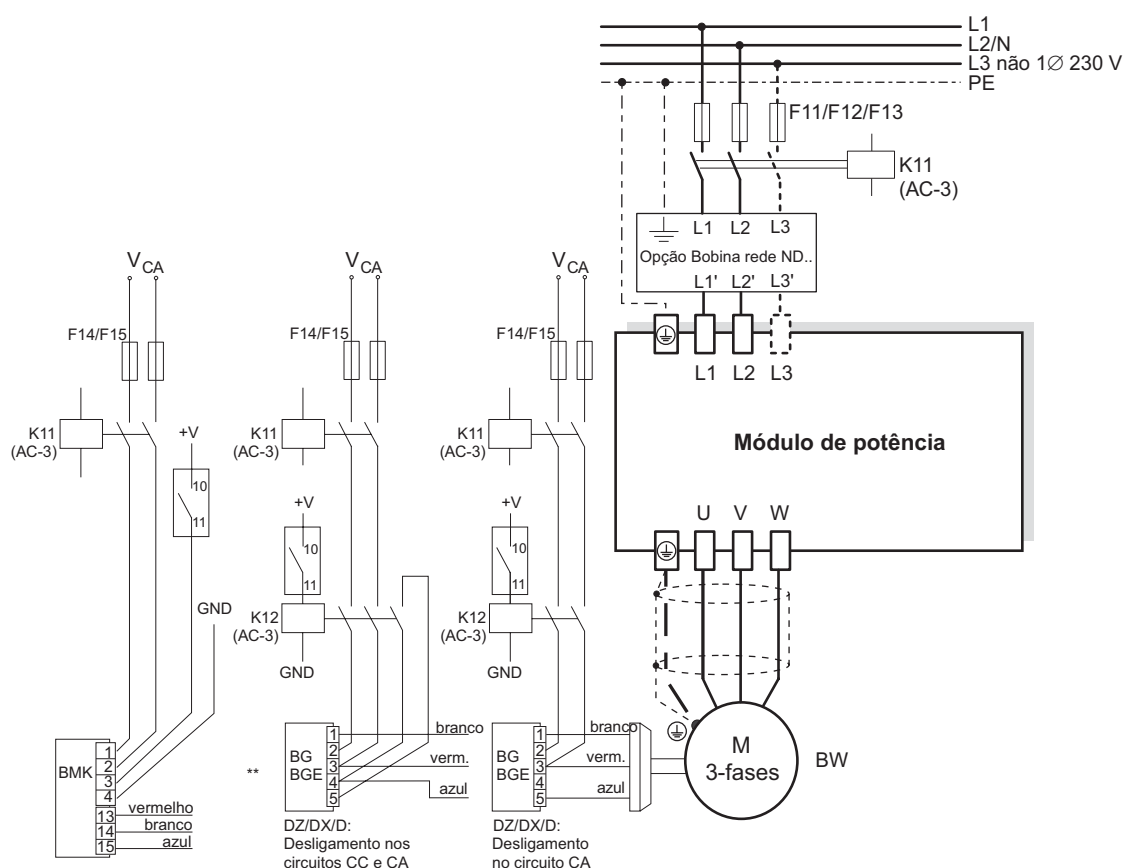 L1
L2/N
L3 não 1∅ 230 V
PE
F11/F12/F13
K11
(AC-3)
L1 L2 L3
Opção Bobina rede ND..
L1' L2' L3'
L1 L2 L3
Módulo de potência
U V W
M
3-fases
BW
VCA
F14/F15
K11
(AC-3)
+V
10
11
GND
BMK
1
2
3
4
13
14
15
vermelho
branco
azul
VCA
F14/F15
K11
(AC-3)
+V
10
11
K12
(AC-3)
GND
**
BG
BGE
1
2
3
4
5
branco
verm.
azul
DZ/DX/D:
Desligamento nos
circuitos CC e CA
VCA
F14/F15
K11
(AC-3)
+V
10
11
K12
(AC-3)
GND
BG
BGE
1
2
3
4
5
branco
verm.
azul
DZ/DX/D:
Desligamento
no circuito CA